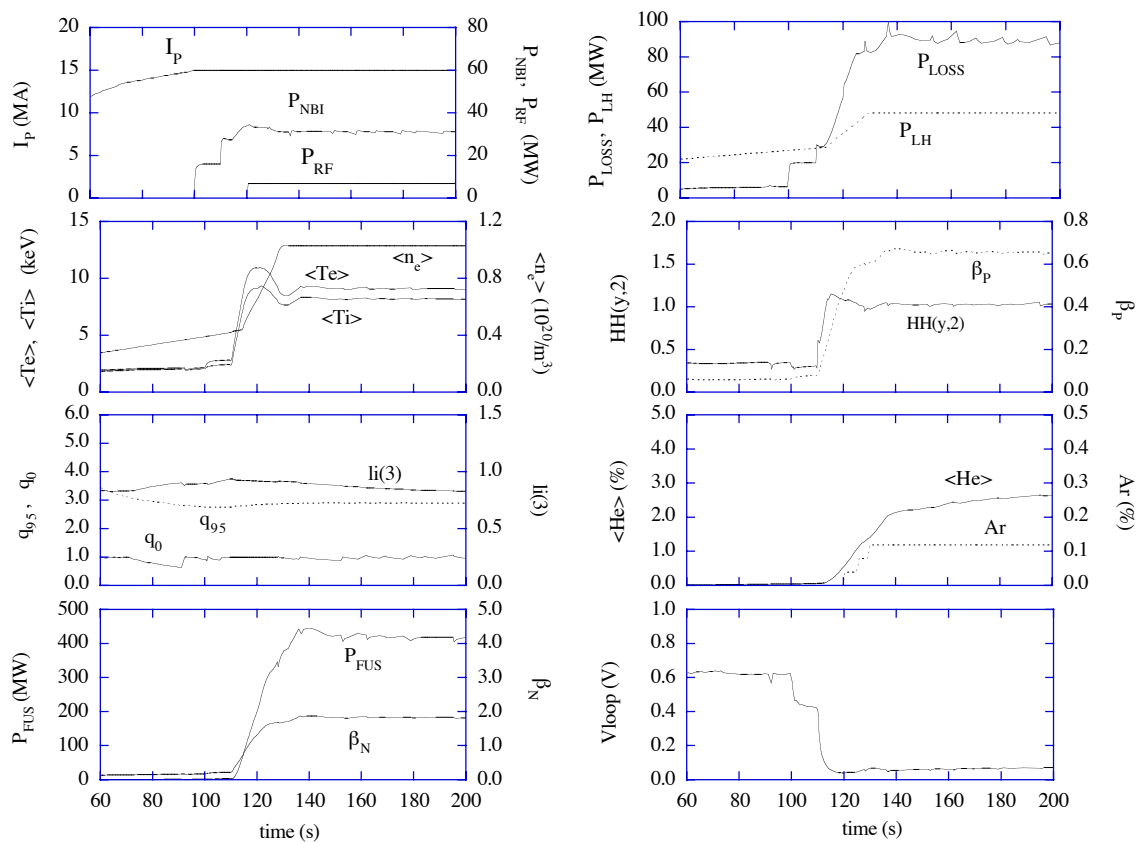 20
15
10
5
0
I_P (MA)
80
60
40
20
0
P_NBI, P_RF (MW)
I_P
P_NBI
P_RF
100
80
60
40
20
0
P_LOSS, P_LH (MW)
P_LOSS
P_LH
15
10
5
0
<Te>, <Ti> (keV)
1.2
0.8
0.4
0.0
<n_e> (10^20/m^3)
<Te>
<n_e>
<Ti>
2.0
1.5
1.0
0.5
0.0
HH(y,2)
0.8
0.6
0.4
0.2
0.0
β_P
β_P
HH(y,2)
6.0
5.0
4.0
3.0
2.0
1.0
0.0
q_95, q_0
1.5
1.0
0.5
0.0
li(3)
li(3)
q_95
q_0
5.0
4.0
3.0
2.0
1.0
0.0
<He> (%)
0.5
0.4
0.3
0.2
0.1
0.0
Ar (%)
<He>
Ar
500
400
300
200
100
0
P_FUS (MW)
5.0
4.0
3.0
2.0
1.0
0.0
β_N
P_FUS
β_N
60 80 100 120 140 160 180 200
time (s)
1.0
0.8
0.6
0.4
0.2
0.0
Vloop (V)
60 80 100 120 140 160 180 200
time (s)